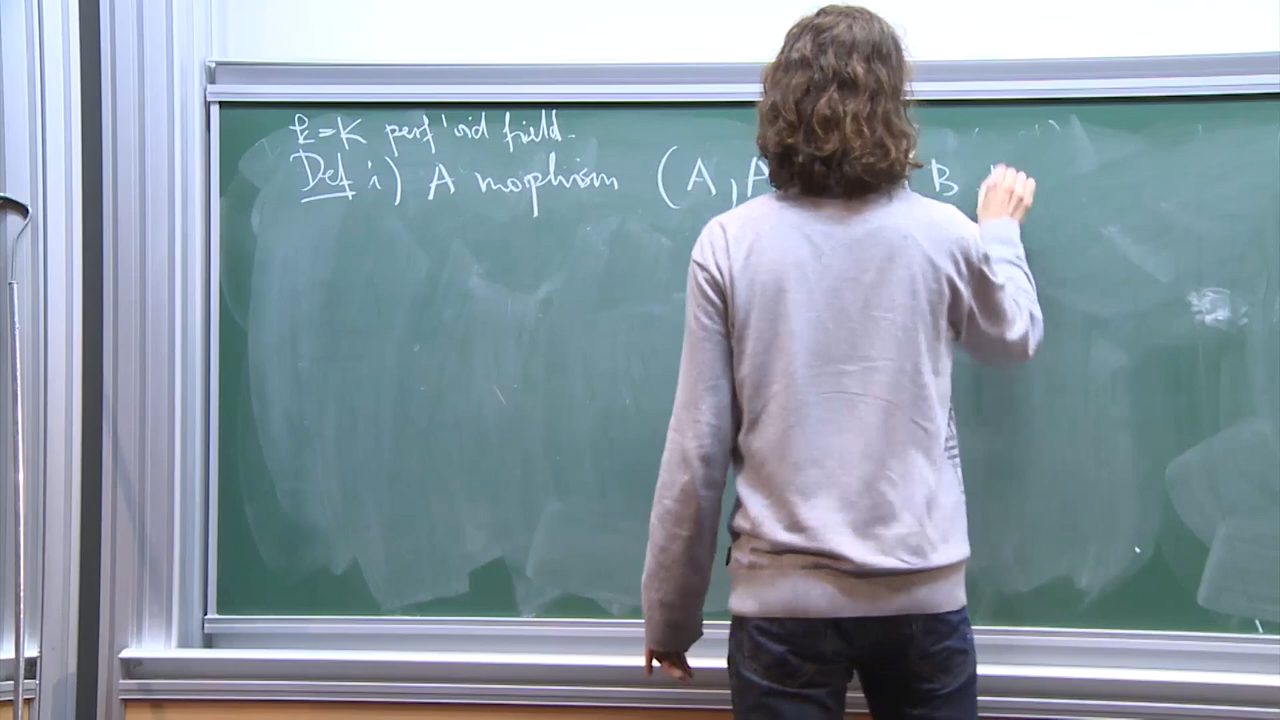 k=K perf'oid field.
Def i) A morphism (A, A B